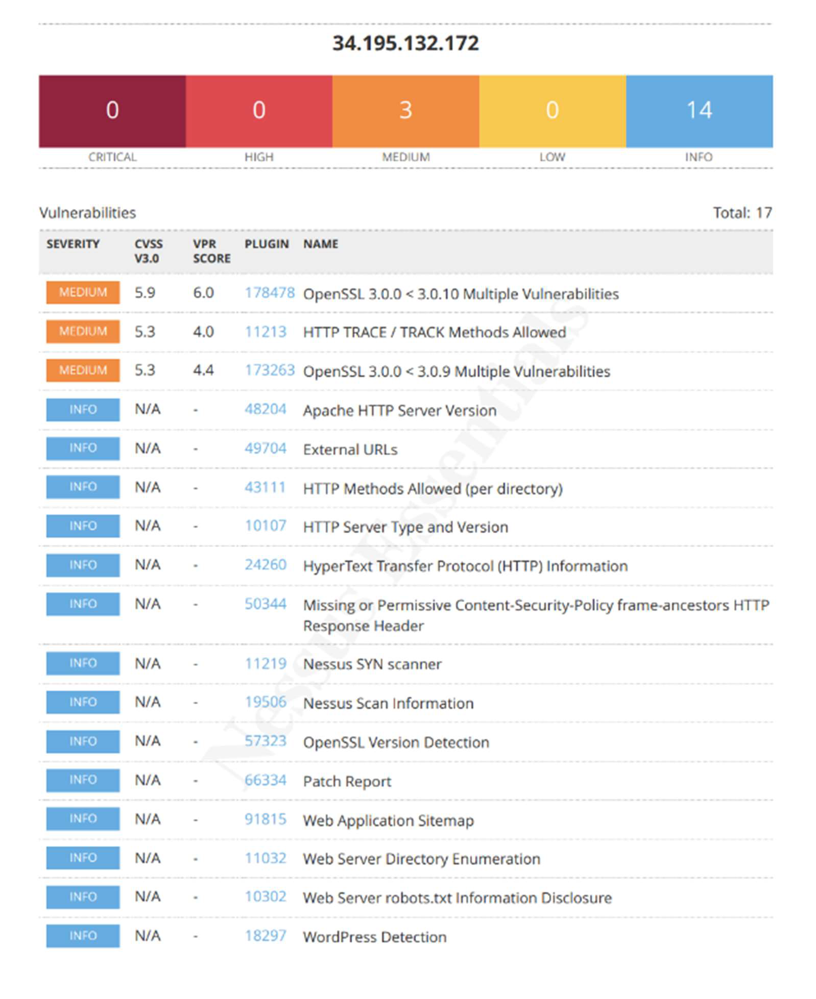 34.195.132.172
0 0 3 0 14
CRITICAL HIGH MEDIUM LOW INFO
Vulnerabilities Total: 17
SEVERITY CVSS VPR PLUGIN NAME
V3.0 SCORE
MEDIUM 5.9 6.0 178478 OpenSSL 3.0.0 < 3.0.10 Multiple Vulnerabilities
MEDIUM 5.3 4.0 11213 HTTP TRACE / TRACK Methods Allowed
MEDIUM 5.3 4.4 173263 OpenSSL 3.0.0 < 3.0.9 Multiple Vulnerabilities
INFO N/A - 48204 Apache HTTP Server Version
INFO N/A - 49704 External URLs
INFO N/A - 43111 HTTP Methods Allowed (per directory)
INFO N/A - 10107 HTTP Server Type and Version
INFO N/A - 24260 HyperText Transfer Protocol (HTTP) Information
INFO N/A - 50344 Missing or Permissive Content-Security-Policy frame-ancestors HTTP
Response Header
INFO N/A - 11219 Nessus SYN scanner
INFO N/A - 19506 Nessus Scan Information
INFO N/A - 57323 OpenSSL Version Detection
INFO N/A - 66334 Patch Report
INFO N/A - 91815 Web Application Sitemap
INFO N/A - 11032 Web Server Directory Enumeration
INFO N/A - 10302 Web Server robots.txt Information Disclosure
INFO N/A - 18297 WordPress Detection
Nessus Essentials